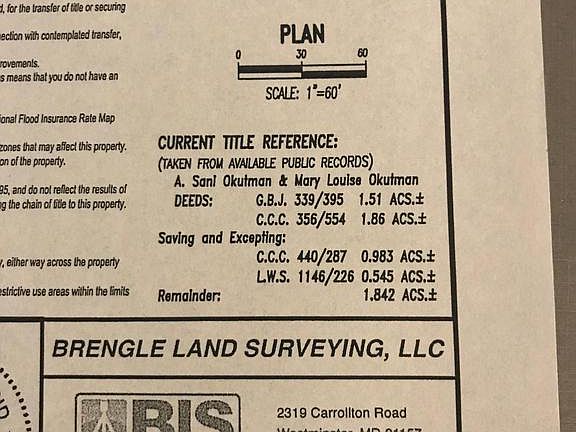 d, for the transfer of title or securing
ection with contemplated transfer,
rovements.
s means that you do not have an
ional Flood Insurance Rate Map
zones that may affect this property.
on of the property.
95, and do not reflect the results of
g the chain of title to this property,
, either way across the property
estrictive use areas within the limits
PLAN
0 30 60
SCALE: 1"=60'
CURRENT TITLE REFERENCE:
(TAKEN FROM AVAILABLE PUBLIC RECORDS)
A. Sani Okutman & Mary Louise Okutman
DEEDS: G.B.J. 339/395 1.51 ACS.±
C.C.C. 356/554 1.86 ACS.±
Saving and Excepting:
C.C.C. 440/287 0.983 ACS.±
L.W.S. 1146/226 0.545 ACS.±
Remainder: 1.842 ACS.±
BRENGLE LAND SURVEYING, LLC
2319 Carrollton Road
Westminster, MD 21157